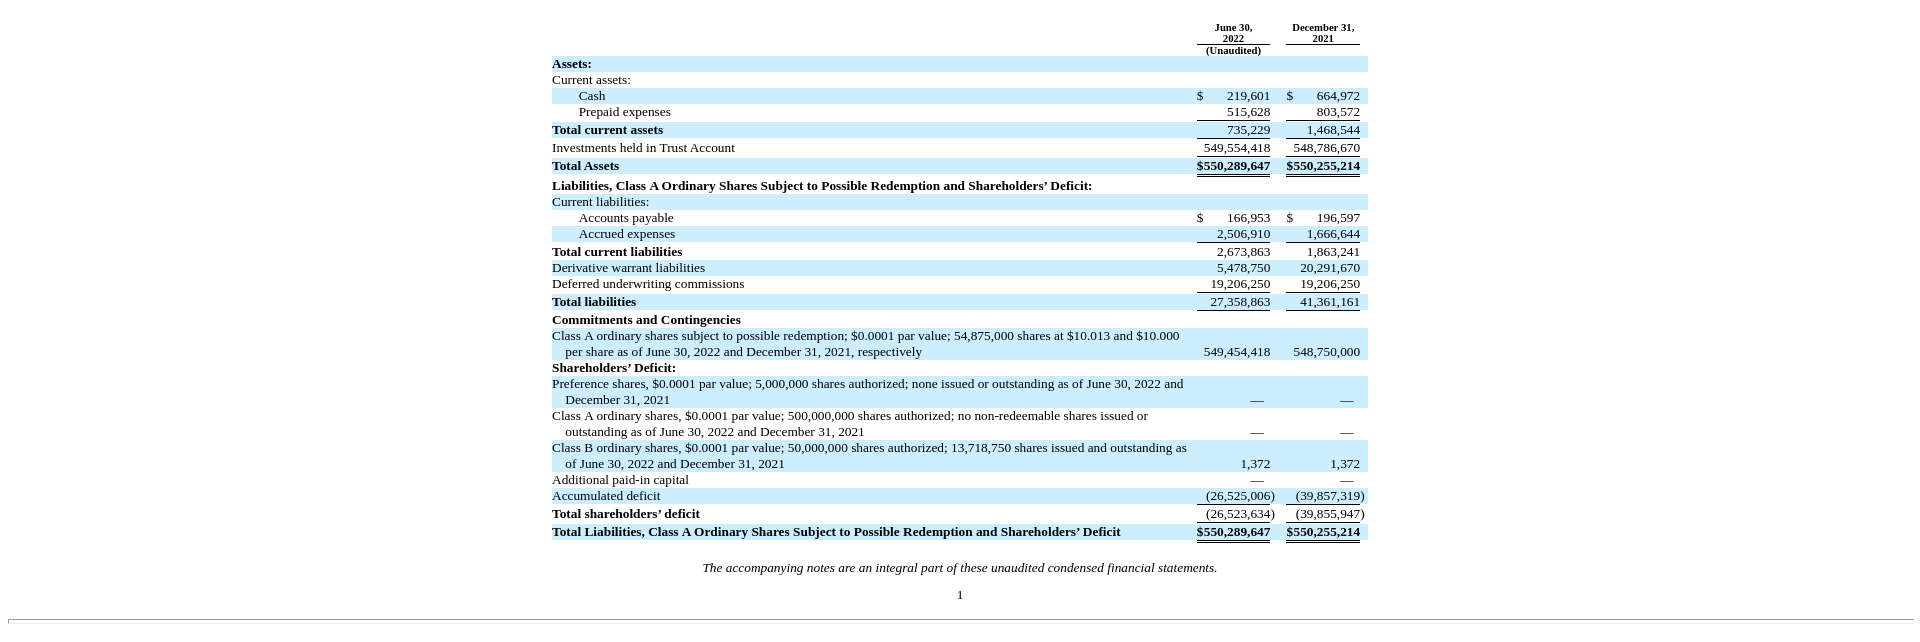 June 30, December 31,
2022 2021
(Unaudited)
Assets:
Current assets:
Cash $ 219,601 $ 664,972
Prepaid expenses 515,628 803,572
Total current assets 735,229 1,468,544
Investments held in Trust Account 549,554,418 548,786,670
Total Assets $550,289,647 $550,255,214
Liabilities, Class A Ordinary Shares Subject to Possible Redemption and Shareholders’ Deficit:
Current liabilities:
Accounts payable $ 166,953 $ 196,597
Accrued expenses 2,506,910 1,666,644
Total current liabilities 2,673,863 1,863,241
Derivative warrant liabilities 5,478,750 20,291,670
Deferred underwriting commissions 19,206,250 19,206,250
Total liabilities 27,358,863 41,361,161
Commitments and Contingencies
Class A ordinary shares subject to possible redemption; $0.0001 par value; 54,875,000 shares at $10.013 and $10.000
per share as of June 30, 2022 and December 31, 2021, respectively 549,454,418 548,750,000
Shareholders’ Deficit:
Preference shares, $0.0001 par value; 5,000,000 shares authorized; none issued or outstanding as of June 30, 2022 and
December 31, 2021 — —
Class A ordinary shares, $0.0001 par value; 500,000,000 shares authorized; no non-redeemable shares issued or
outstanding as of June 30, 2022 and December 31, 2021 — —
Class B ordinary shares, $0.0001 par value; 50,000,000 shares authorized; 13,718,750 shares issued and outstanding as
of June 30, 2022 and December 31, 2021 1,372 1,372
Additional paid-in capital — —
Accumulated deficit (26,525,006) (39,857,319)
Total shareholders’ deficit (26,523,634) (39,855,947)
Total Liabilities, Class A Ordinary Shares Subject to Possible Redemption and Shareholders’ Deficit $550,289,647 $550,255,214
The accompanying notes are an integral part of these unaudited condensed financial statements.
1